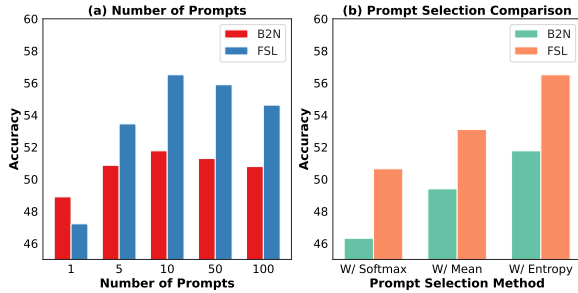 (a) Number of Prompts
60
58
56
54
52
50
48
46
Accuracy
B2N
FSL
1 5 10 50 100
Number of Prompts
(b) Prompt Selection Comparison
60
58
56
54
52
50
48
46
Accuracy
B2N
FSL
W/ Softmax W/ Mean W/ Entropy
Prompt Selection Method